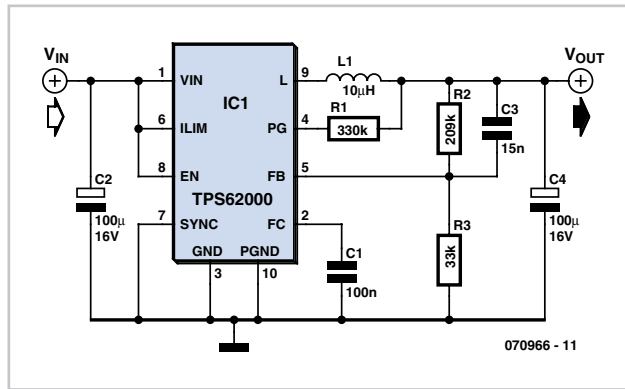 VIN
VOUT
1
VIN
IC1
L
9
L1
10µH
6
ILIM
PG
4
R1
330k
R2
209k
C3
15n
8
EN
FB
5
TPS62000
C2
100µ
16V
7
SYNC
FC
2
C4
100µ
16V
GND
PGND
3
10
C1
100n
R3
33k
070966 - 11